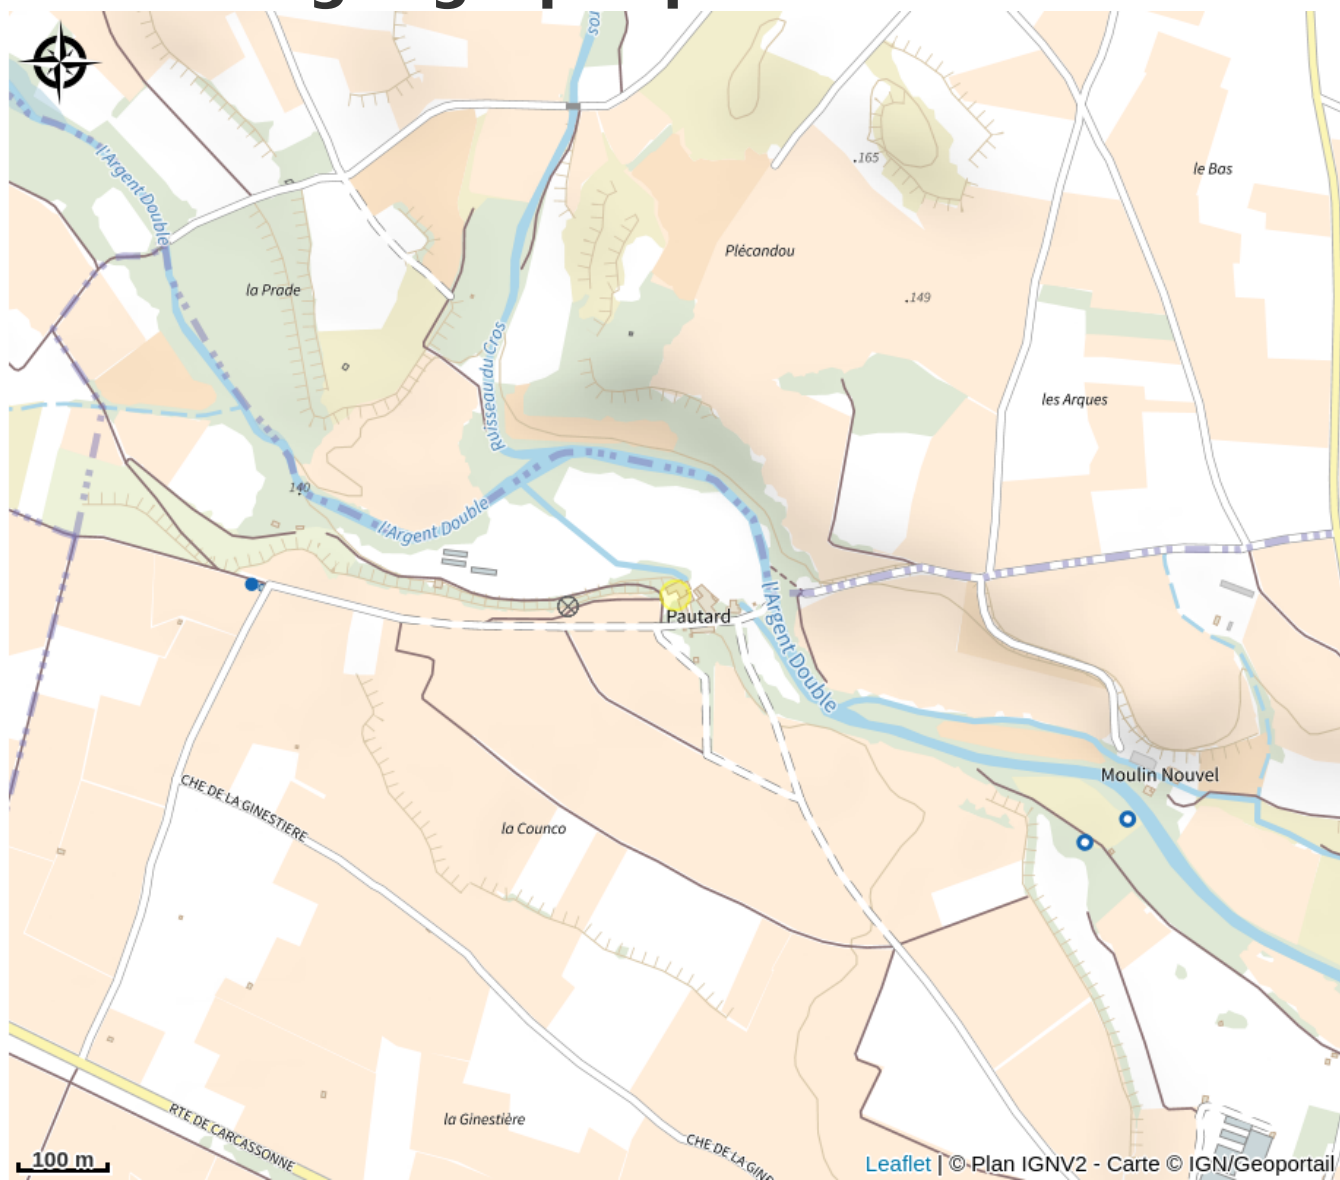 l'Argent Double
.165
le Bas
Plécandou
la Prade
.149
Ruisseau du Cros
les Arques
140
l'Argent Double
l'Argent Double
Pautard
Moulin Nouvel
CHE DE LA GINESTIERE
la Counco
la Ginestière
RTE DE CARCASSONNE
CHE DE LA GINE
100 m
Leaflet | © Plan IGNV2 - Carte © IGN/Geoportail